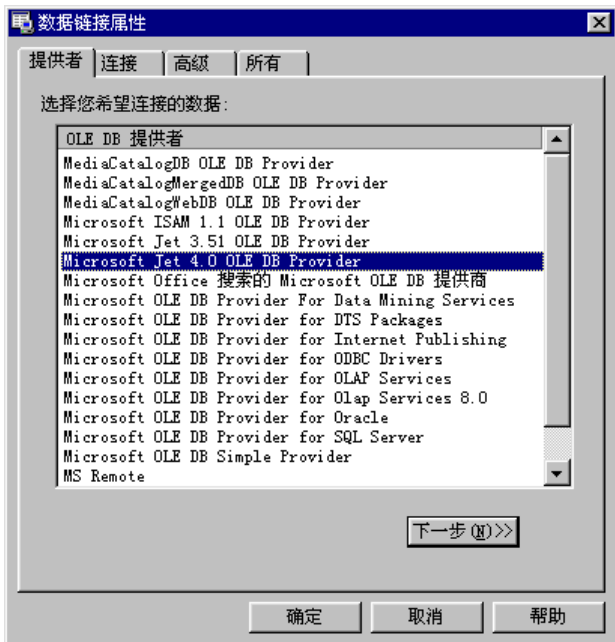 数据链接属性
提供者 连接 高级 所有
选择您希望连接的数据:
OLE DB 提供者
MediaCatalogDB OLE DB Provider
MediaCatalogMergedDB OLE DB Provider
MediaCatalogWebDB OLE DB Provider
Microsoft ISAM 1.1 OLE DB Provider
Microsoft Jet 3.51 OLE DB Provider
Microsoft Jet 4.0 OLE DB Provider
Microsoft Office 搜索的 Microsoft OLE DB 提供商
Microsoft OLE DB Provider For Data Mining Services
Microsoft OLE DB Provider for DTS Packages
Microsoft OLE DB Provider for Internet Publishing
Microsoft OLE DB Provider for ODBC Drivers
Microsoft OLE DB Provider for OLAP Services
Microsoft OLE DB Provider for Olap Services 8.0
Microsoft OLE DB Provider for Oracle
Microsoft OLE DB Provider for SQL Server
Microsoft OLE DB Simple Provider
MS Remote
下一步(N)>>
确定 取消 帮助